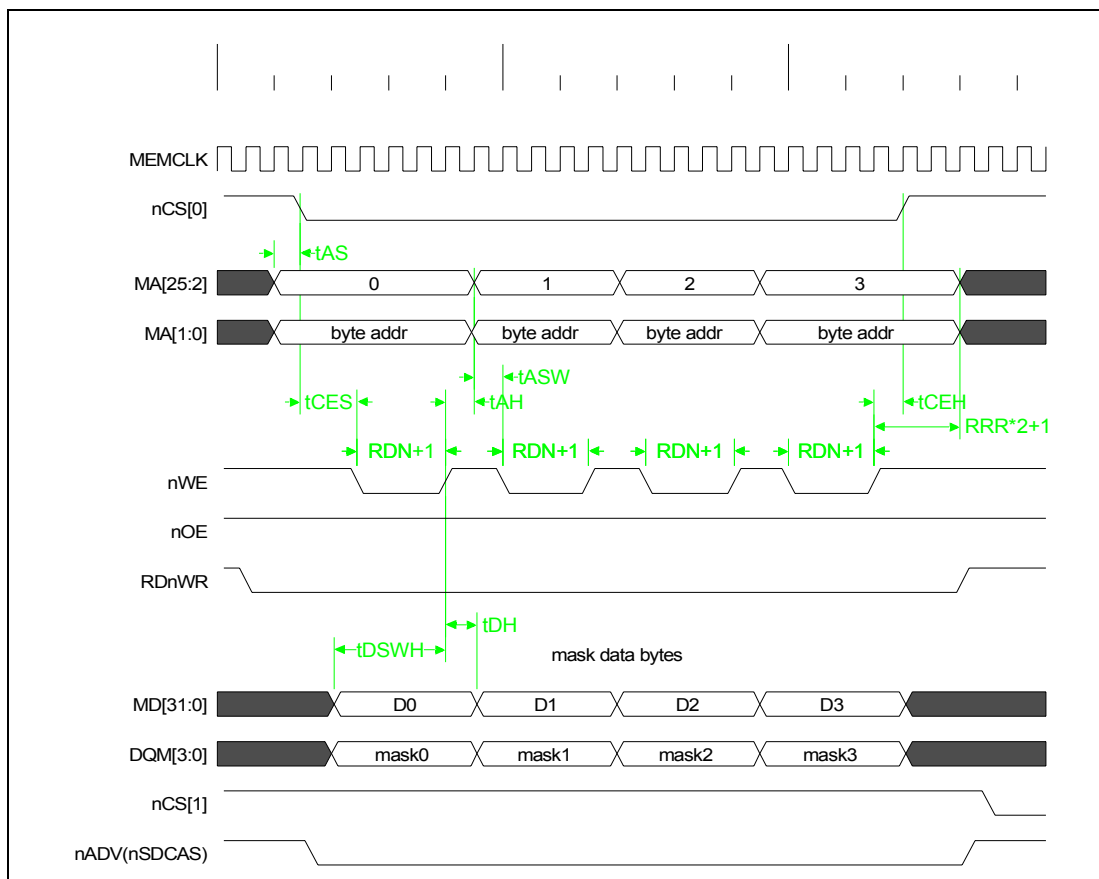 MEMCLK
nCS[0]
tAS
MA[25:2] 0 1 2 3
MA[1:0] byte addr byte addr byte addr byte addr
tASW
tCES tAH tCEH
RRR*2+1
RDN+1 RDN+1 RDN+1 RDN+1
nWE
nOE
RDnWR
tDH
tDSWH
mask data bytes
MD[31:0] D0 D1 D2 D3
DQM[3:0] mask0 mask1 mask2 mask3
nCS[1]
nADV(nSDCAS)